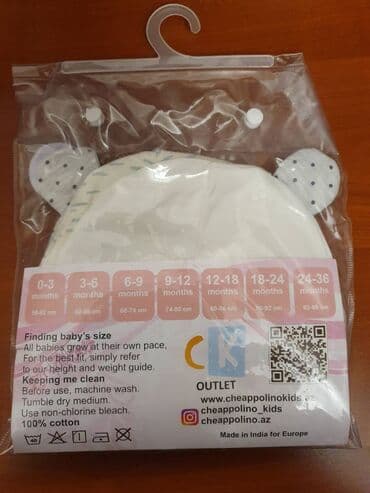 0-3 months
3-6 months
6-9 months
9-12 months
12-18 months
18-24 months
24-36 months
Finding baby's size
All babies grow at their own pace,
For the best fit, simply refer
to our height and weight guide.
Keeping me clean
Before use, machine wash.
Tumble dry medium.
Use non-chlorine bleach.
100% cotton
40
OUTLET
www.cheappolinokids.az
cheappolino_kids
cheappolino.az
Made in India for Europe